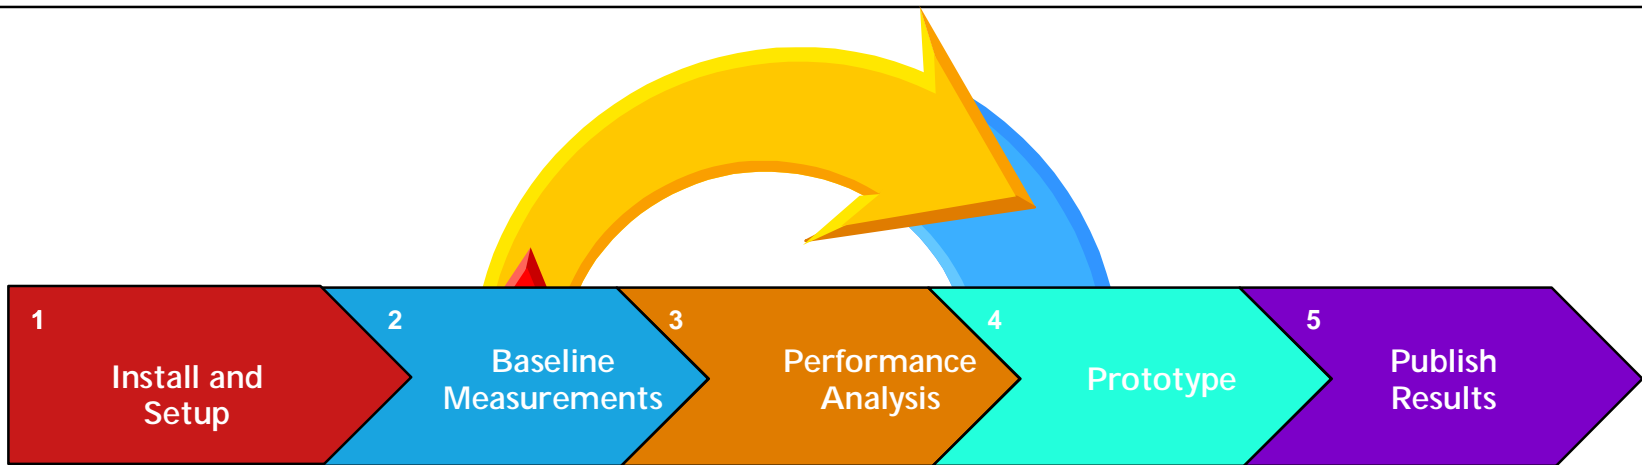 1
Install and
Setup
2
Baseline
Measurements
3
Performance
Analysis
4
Prototype
5
Publish
Results